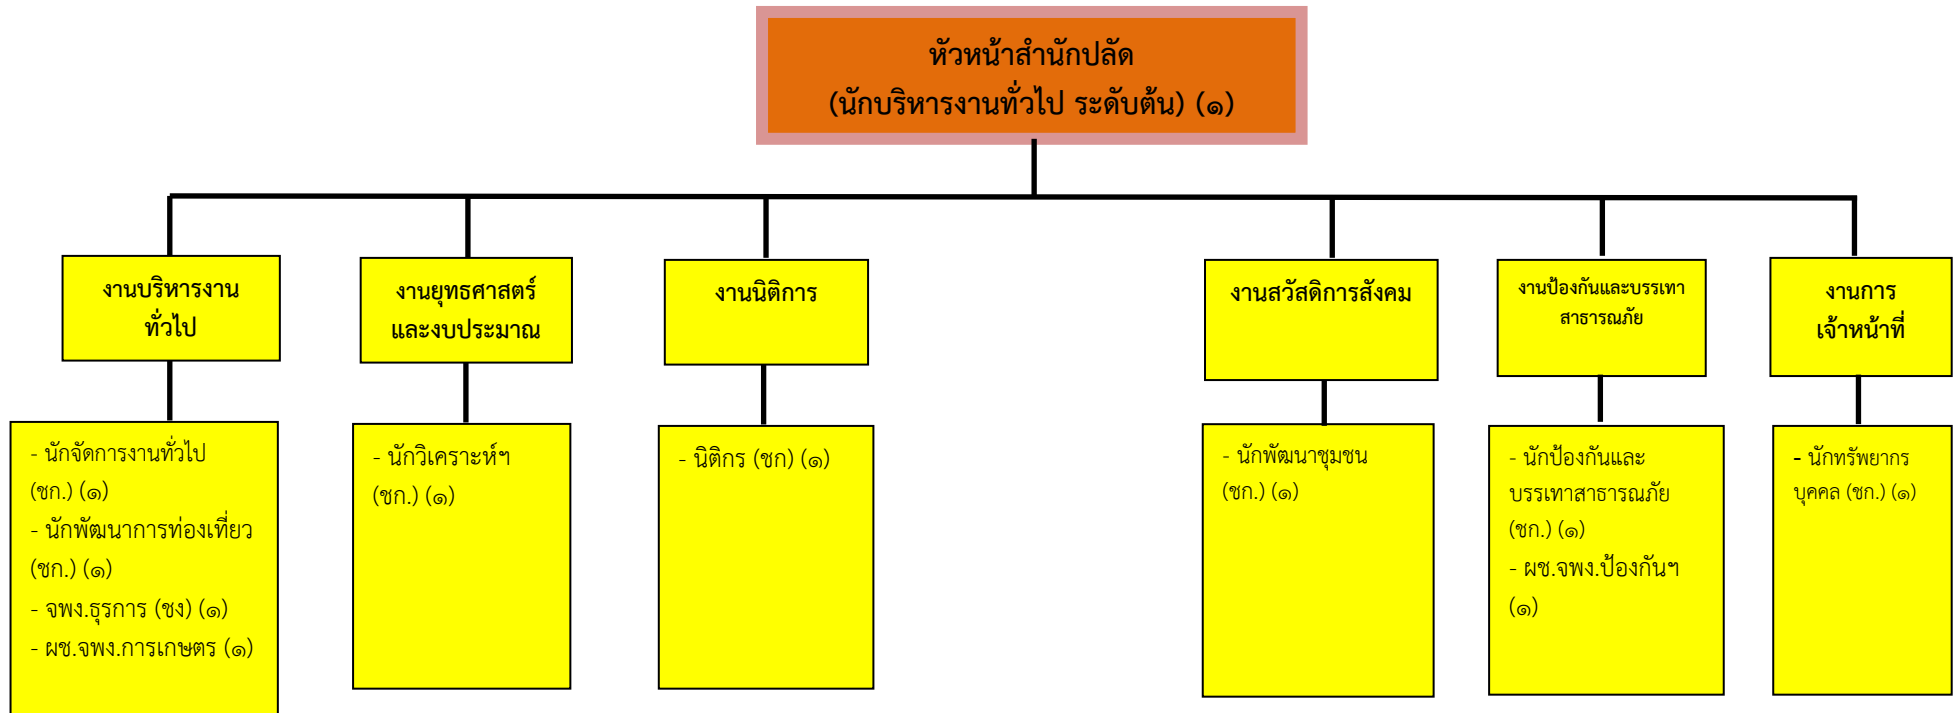 หัวหน้าสำนักปลัด
(นักบริหารงานทั่วไป ระดับต้น) (๑)
งานบริหารงาน
ทั่วไป
งานยุทธศาสตร์
และงบประมาณ
งานนิติการ
งานสวัสดิการสังคม
งานป้องกันและบรรเทา
สาธารณภัย
งานการ
เจ้าหน้าที่
- นักจัดการงานทั่วไป
(ชก.) (๑)
- นักพัฒนาการท่องเที่ยว
(ชก.) (๑)
- จพง.ธุรการ (ชง) (๑)
- ผช.จพง.การเกษตร (๑)
- นักวิเคราะห์ฯ
(ชก.) (๑)
- นิติกร (ชก) (๑)
- นักพัฒนาชุมชน
(ชก.) (๑)
- นักป้องกันและ
บรรเทาสาธารณภัย
(ชก.) (๑)
- ผช.จพง.ป้องกันฯ
(๑)
- นักทรัพยากร
บุคคล (ชก.) (๑)